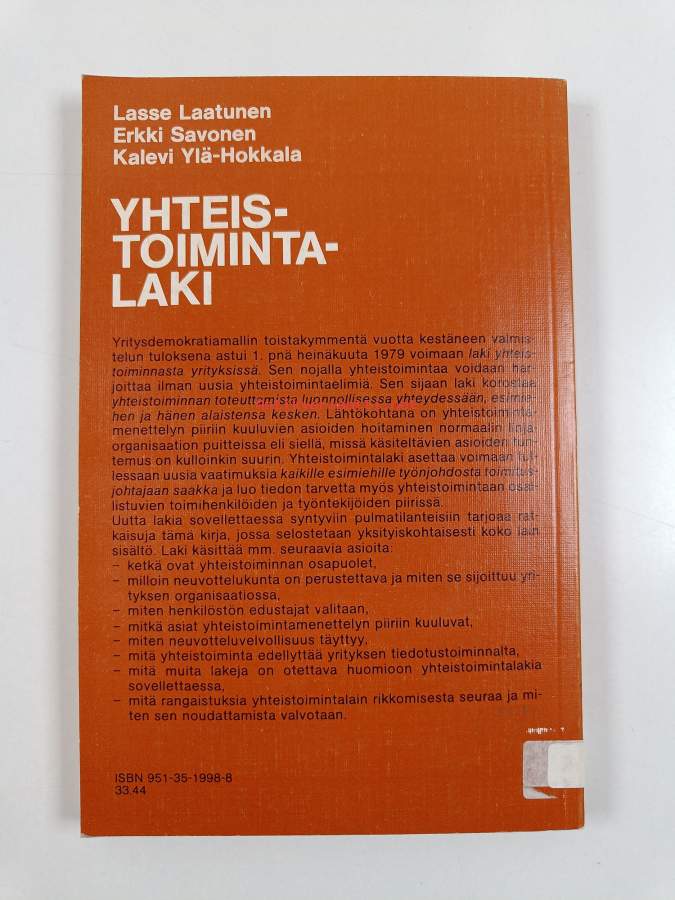 Lasse Laatunen
Erkki Savonen
Kalevi Ylä-Hokkala
YHTEIS-
TOIMINTA-
LAKI
Yritysdemokratiamallin toistakymmentä vuotta kestäneen valmis-
telun tuloksena astui 1. pnä heinäkuuta 1979 voimaan laki yhteis-
toiminnasta yrityksissä. Sen nojalla yhteistoimintaa voidaan har-
joittaa ilman uusia yhteistoimintaelimiä. Sen sijaan laki korostaa
yhteistoiminnan toteuttamista luonnollisessa yhteydessään, esimie-
hen ja hänen alaistensa kesken. Lähtökohtana on yhteistoiminta-
menettelyn piiriin kuuluvien asioiden hoitaminen normaalin linja-
organisaation puitteissa eli siellä, missä käsiteltävien asioiden tun-
temus on kulloinkin suurin. Yhteistoimintalaki asettaa voimaan tul-
lessaan uusia vaatimuksia kaikille esimiehille työnjohdosta toimitus-
johtajaan saakka ja luo tiedon tarvetta myös yhteistoimintaan osal-
listuvien toimihenkilöiden ja työntekijöiden piirissä.
Uutta lakia sovellettaessa syntyviin pulmatilanteisiin tarjoaa rat-
kaisuja tämä kirja, jossa selostetaan yksityiskohtaisesti koko lain
sisältö. Laki käsittää mm. seuraavia asioita:
– ketkä ovat yhteistoiminnan osapuolet,
– milloin neuvottelukunta on perustettava ja miten se sijoittuu yri-
tyksen organisaatiossa,
– miten henkilöstön edustajat valitaan,
– mitkä asiat yhteistoimintamenettelyn piiriin kuuluvat,
– miten neuvotteluvelvollisuus täyttyy,
– mitä yhteistoiminta edellyttää yrityksen tiedotustoiminnalta,
– mitä muita lakeja on otettava huomioon yhteistoimintalakia
sovellettaessa,
– mitä rangaistuksia yhteistoimintalain rikkomisesta seuraa ja mi-
ten sen noudattamista valvotaan.
ISBN 951-35-1998-8
33.44